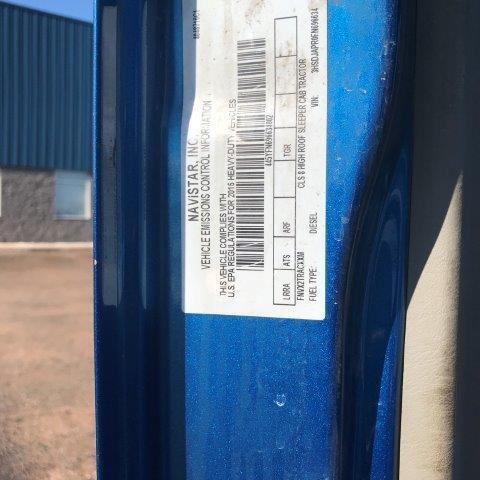 NAVISTAR, INC.
VEHICLE EMISSIONS CONTROL INFORMATION
THIS VEHICLE COMPLIES WITH
U.S. EPA REGULATIONS FOR 2016 HEAVY-DUTY VEHICLES
LRRA ATS ARF TGR
FNVX2TRACXXM CLS 8 HIGH ROOF SLEEPER CAB TRACTOR
FUEL TYPE: DIESEL VIN: